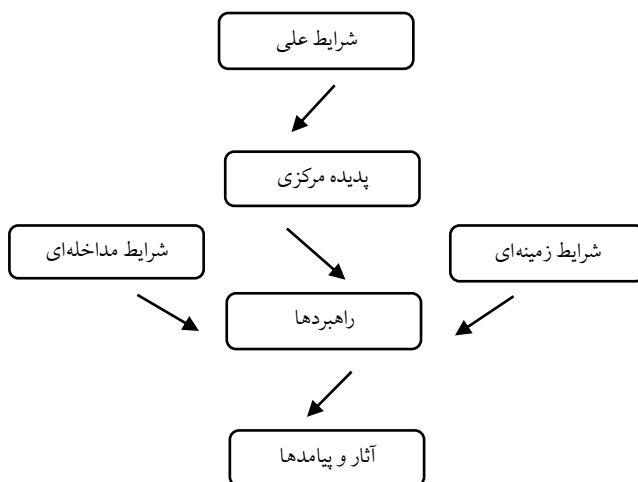 شرایط علی
پدیده مرکزی
شرایط زمینه‌ای
شرایط مداخله‌ای
راهبردها
آثار و پیامدها